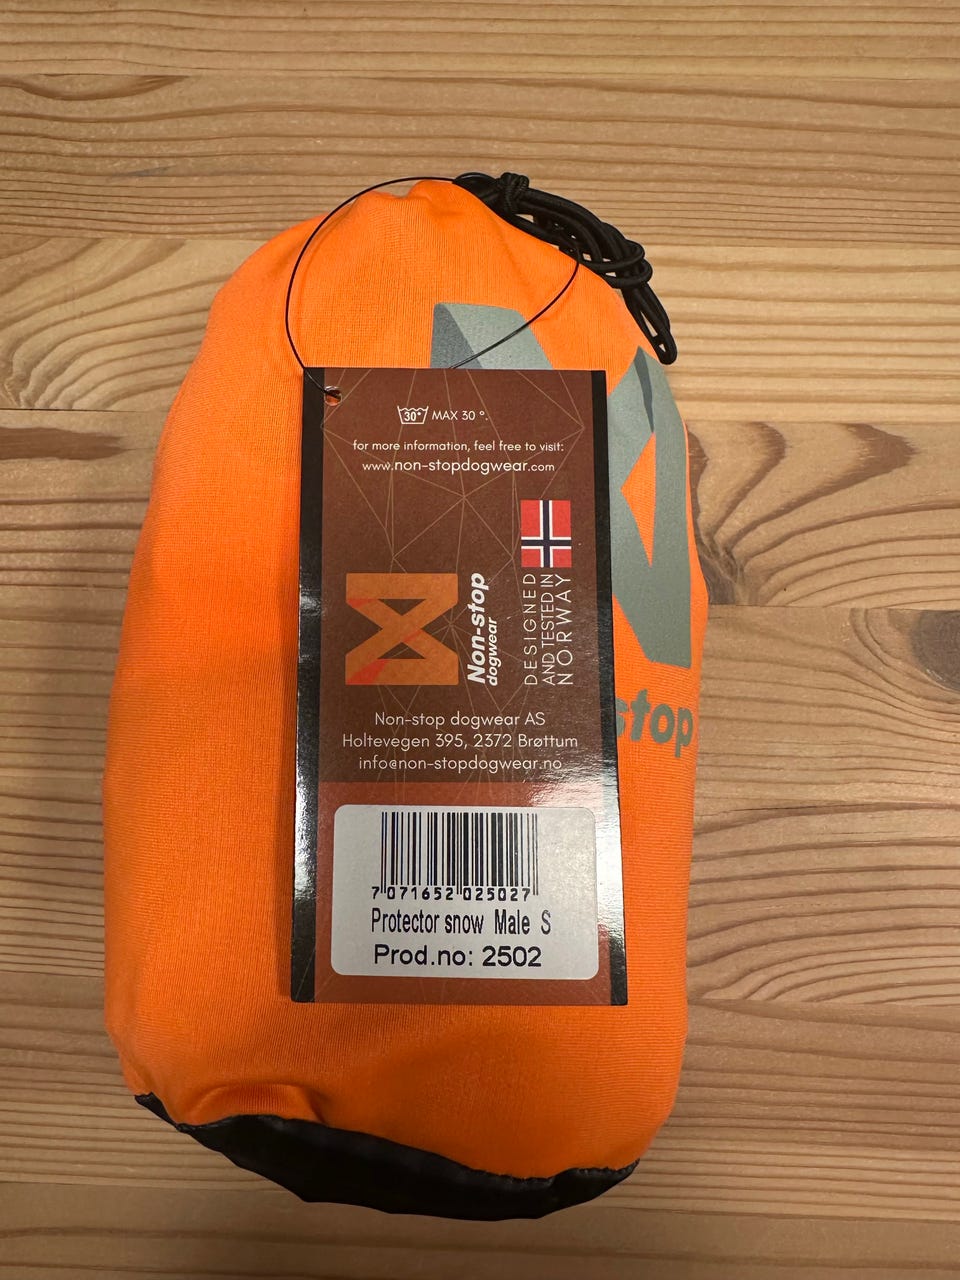 30° MAX 30 °.
for more information, feel free to visit:
www.non-stopdogwear.com
Non-stop
dogwear
DESIGNED
AND TESTED IN
NORWAY
Non-stop dogwear AS
Holtevegen 395, 2372 Brøttum
info@non-stopdogwear.no
stop
7 071652 025027
Protector snow Male S
Prod.no: 2502